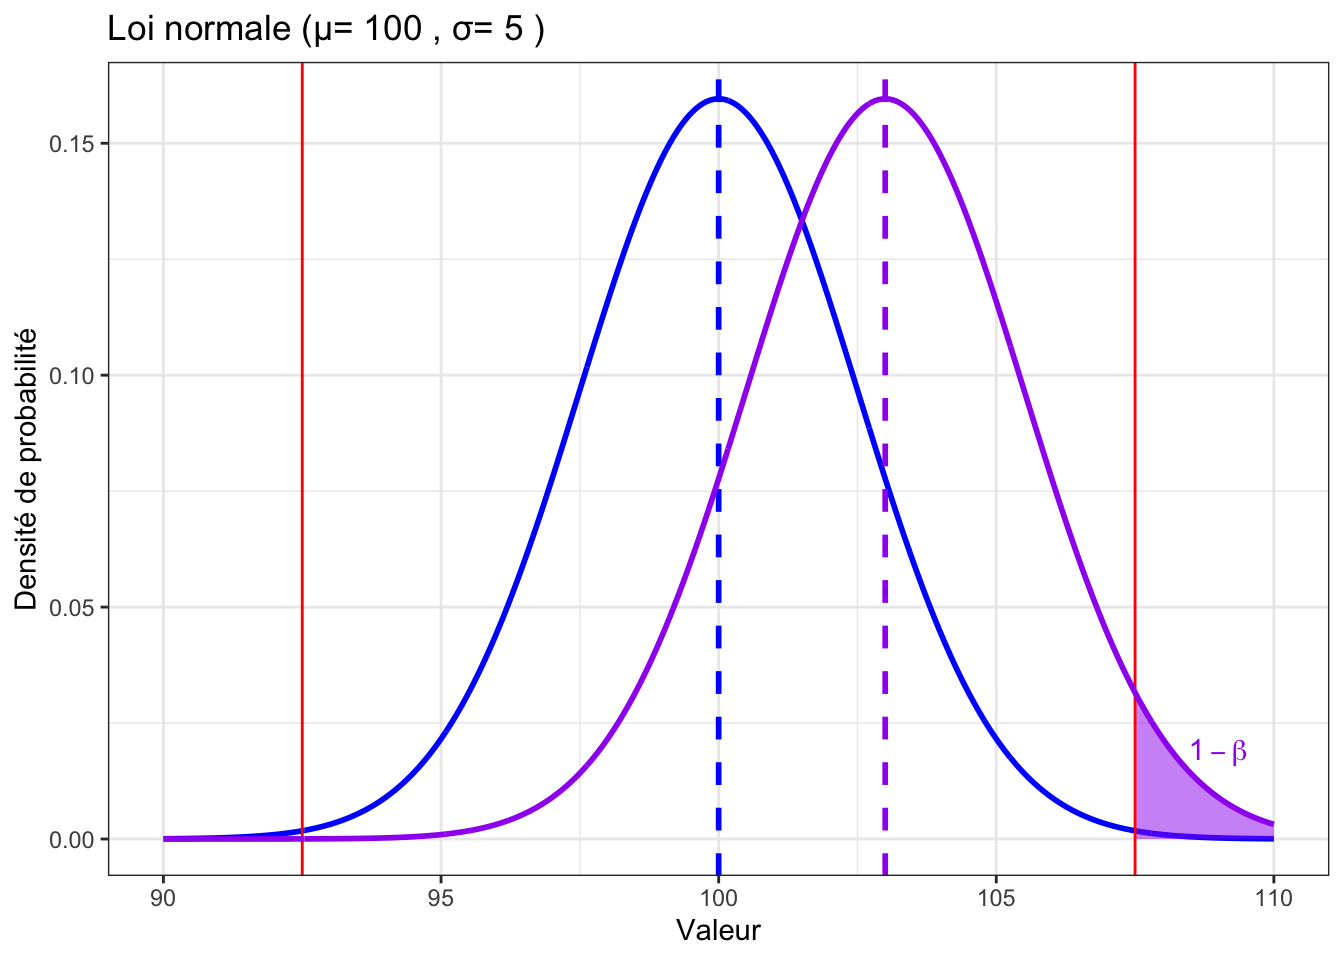 Loi normale (μ= 100 , σ= 5 )
Densité de probabilité
0.15
0.10
0.05
0.00
1 − β
90 95 100 105 110
Valeur